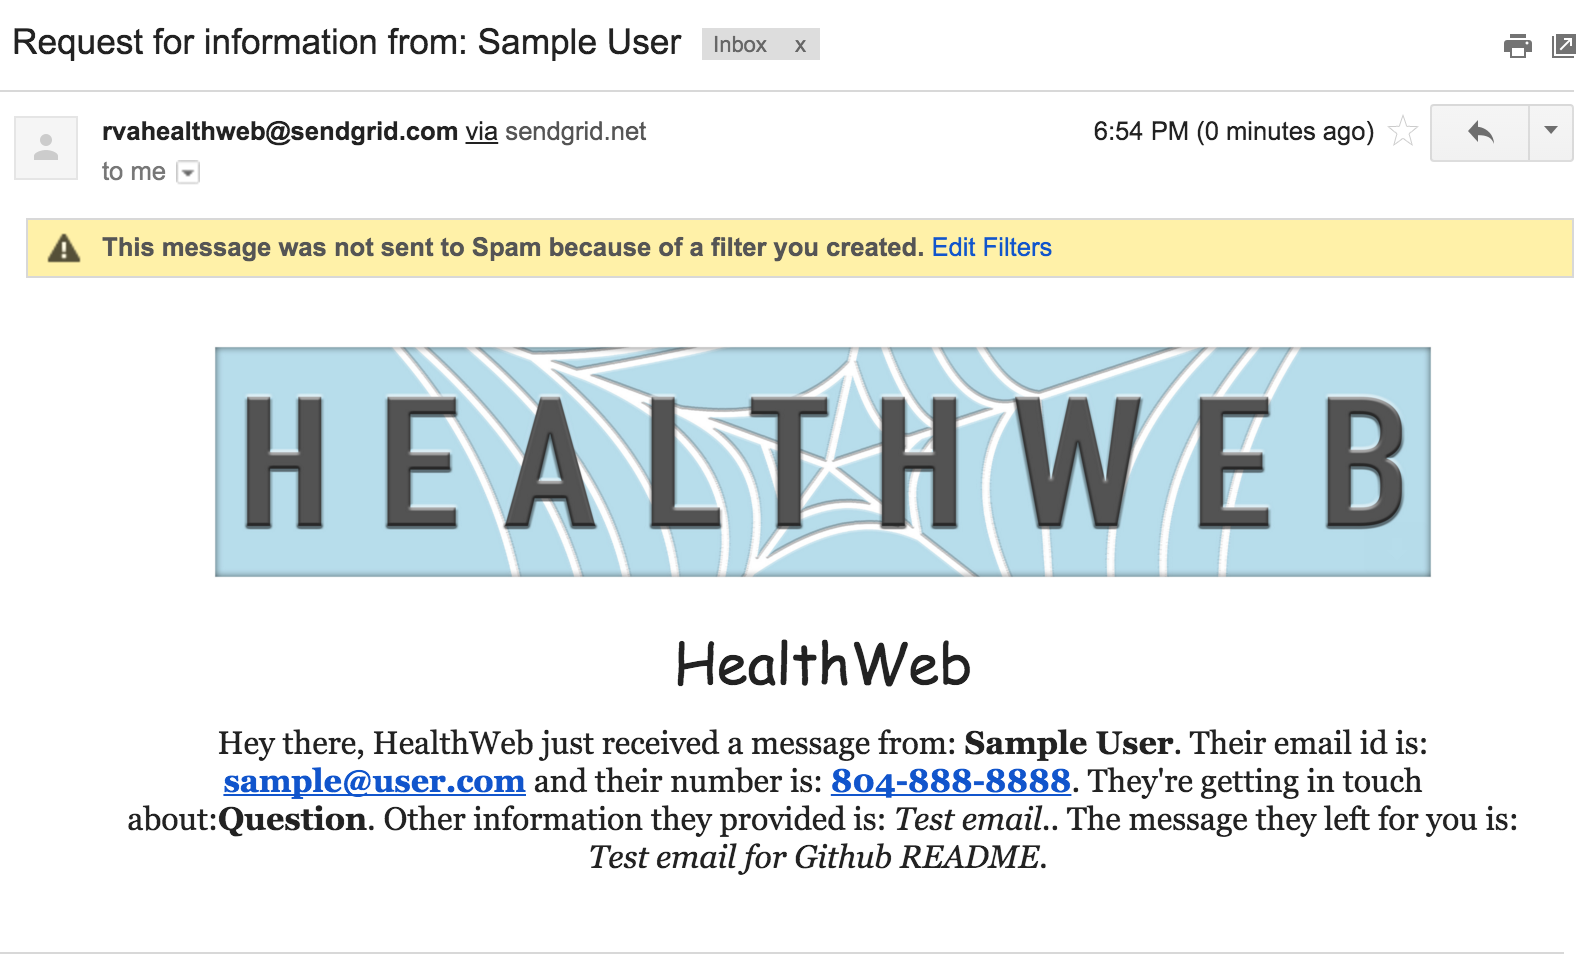 Request for information from: Sample User Inbox x
rvahealthweb@sendgrid.com via sendgrid.net 6:54 PM (0 minutes ago)
to me
This message was not sent to Spam because of a filter you created. Edit Filters
HEALTHWEB
HealthWeb
Hey there, HealthWeb just received a message from: Sample User. Their email id is:
sample@user.com and their number is: 804-888-8888. They're getting in touch
about:Question. Other information they provided is: Test email.. The message they left for you is:
Test email for Github README.